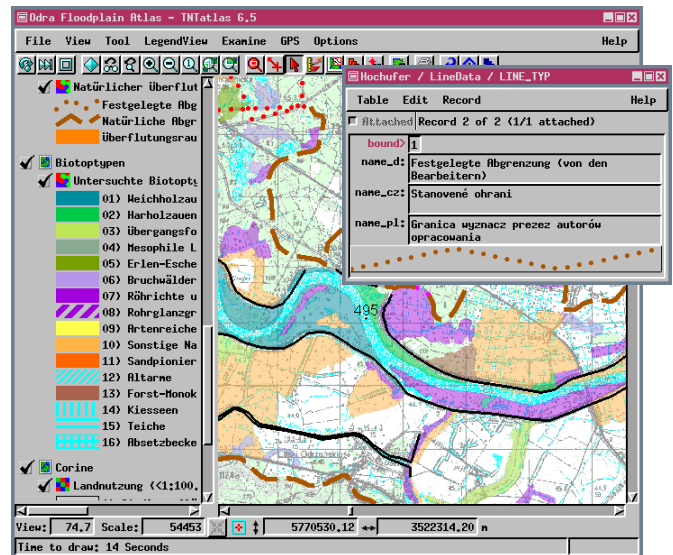 Odra Floodplain Atlas - TNTatlas 6.5
File View Tool LegendView Examine GPS Options Help
Natürlicher Überflut
Festgelegte Abg
Natürliche Abgr
Überflutungsrau
Biotoptypen
Untersuchte Biotopty
01) Weichholzau
02) Harholzauen
03) Übergangsfo
04) Mesophile L
05) Erlen-Esche
06) Bruchwälder
07) Röhrichte u
08) Rohrglanzgr
09) Artenreiche
10) Sonstige Na
11) Sandpionier
12) Altarme
13) Forst-Monok
14) Kiesseen
15) Teiche
16) Absetzbecke
Corine
Landnutzung (<1:100.
495
Hochufer / LineData / LINE_TYP
Table Edit Record Help
Attached Record 2 of 2 (1/1 attached)
bound> 1
name_d: Festgelegte Abgrenzung (von den
Bearbeitern)
name_cz: Stanovené ohrani
name_pl: Granica wyznacz prezez autorów
opracowania
View: 74.7 Scale: 54453 5770530.12 3522314.20 m
Time to draw: 14 Seconds